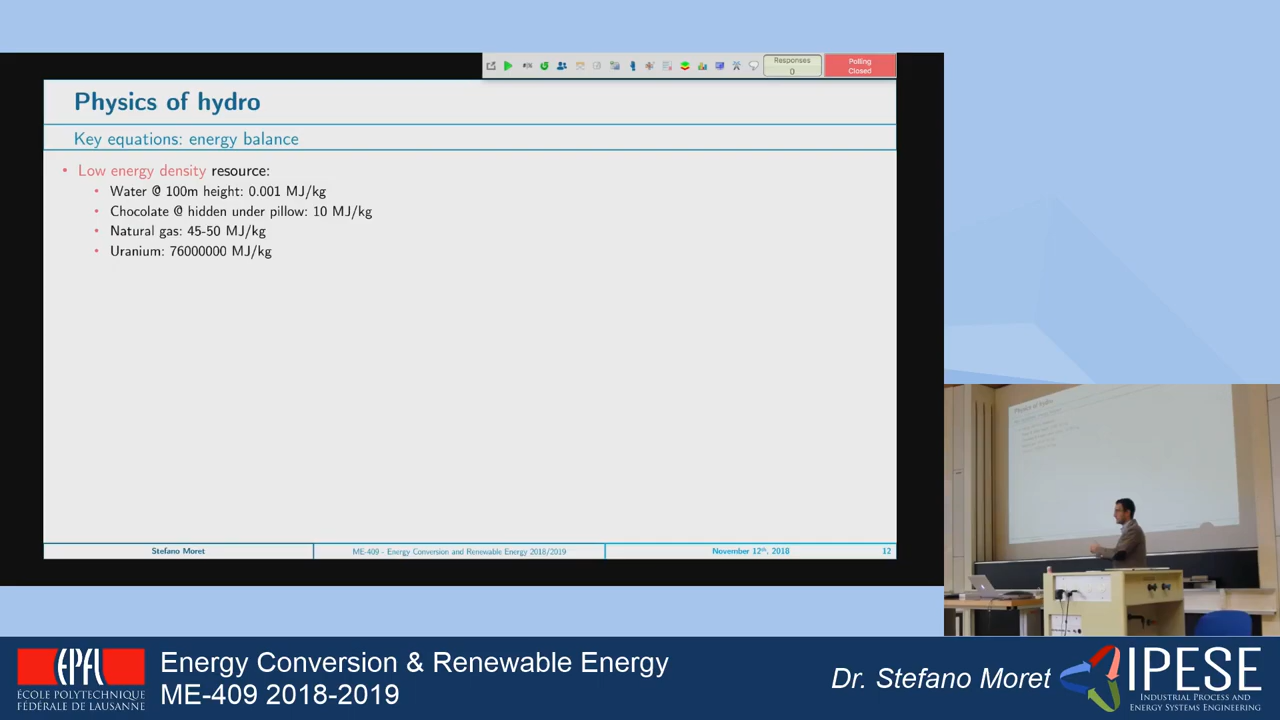 Responses
0
Polling
Closed
Physics of hydro
Key equations: energy balance
• Low energy density resource:
• Water @ 100m height: 0.001 MJ/kg
• Chocolate @ hidden under pillow: 10 MJ/kg
• Natural gas: 45-50 MJ/kg
• Uranium: 76000000 MJ/kg
Stefano Moret
ME-409 - Energy Conversion and Renewable Energy 2018/2019
November 12th, 2018
12
Physics of hydro
EPFL
ÉCOLE POLYTECHNIQUE
FÉDÉRALE DE LAUSANNE
Energy Conversion & Renewable Energy
ME-409 2018-2019
Dr. Stefano Moret
IPESE
INDUSTRIAL PROCESS AND
ENERGY SYSTEMS ENGINEERING